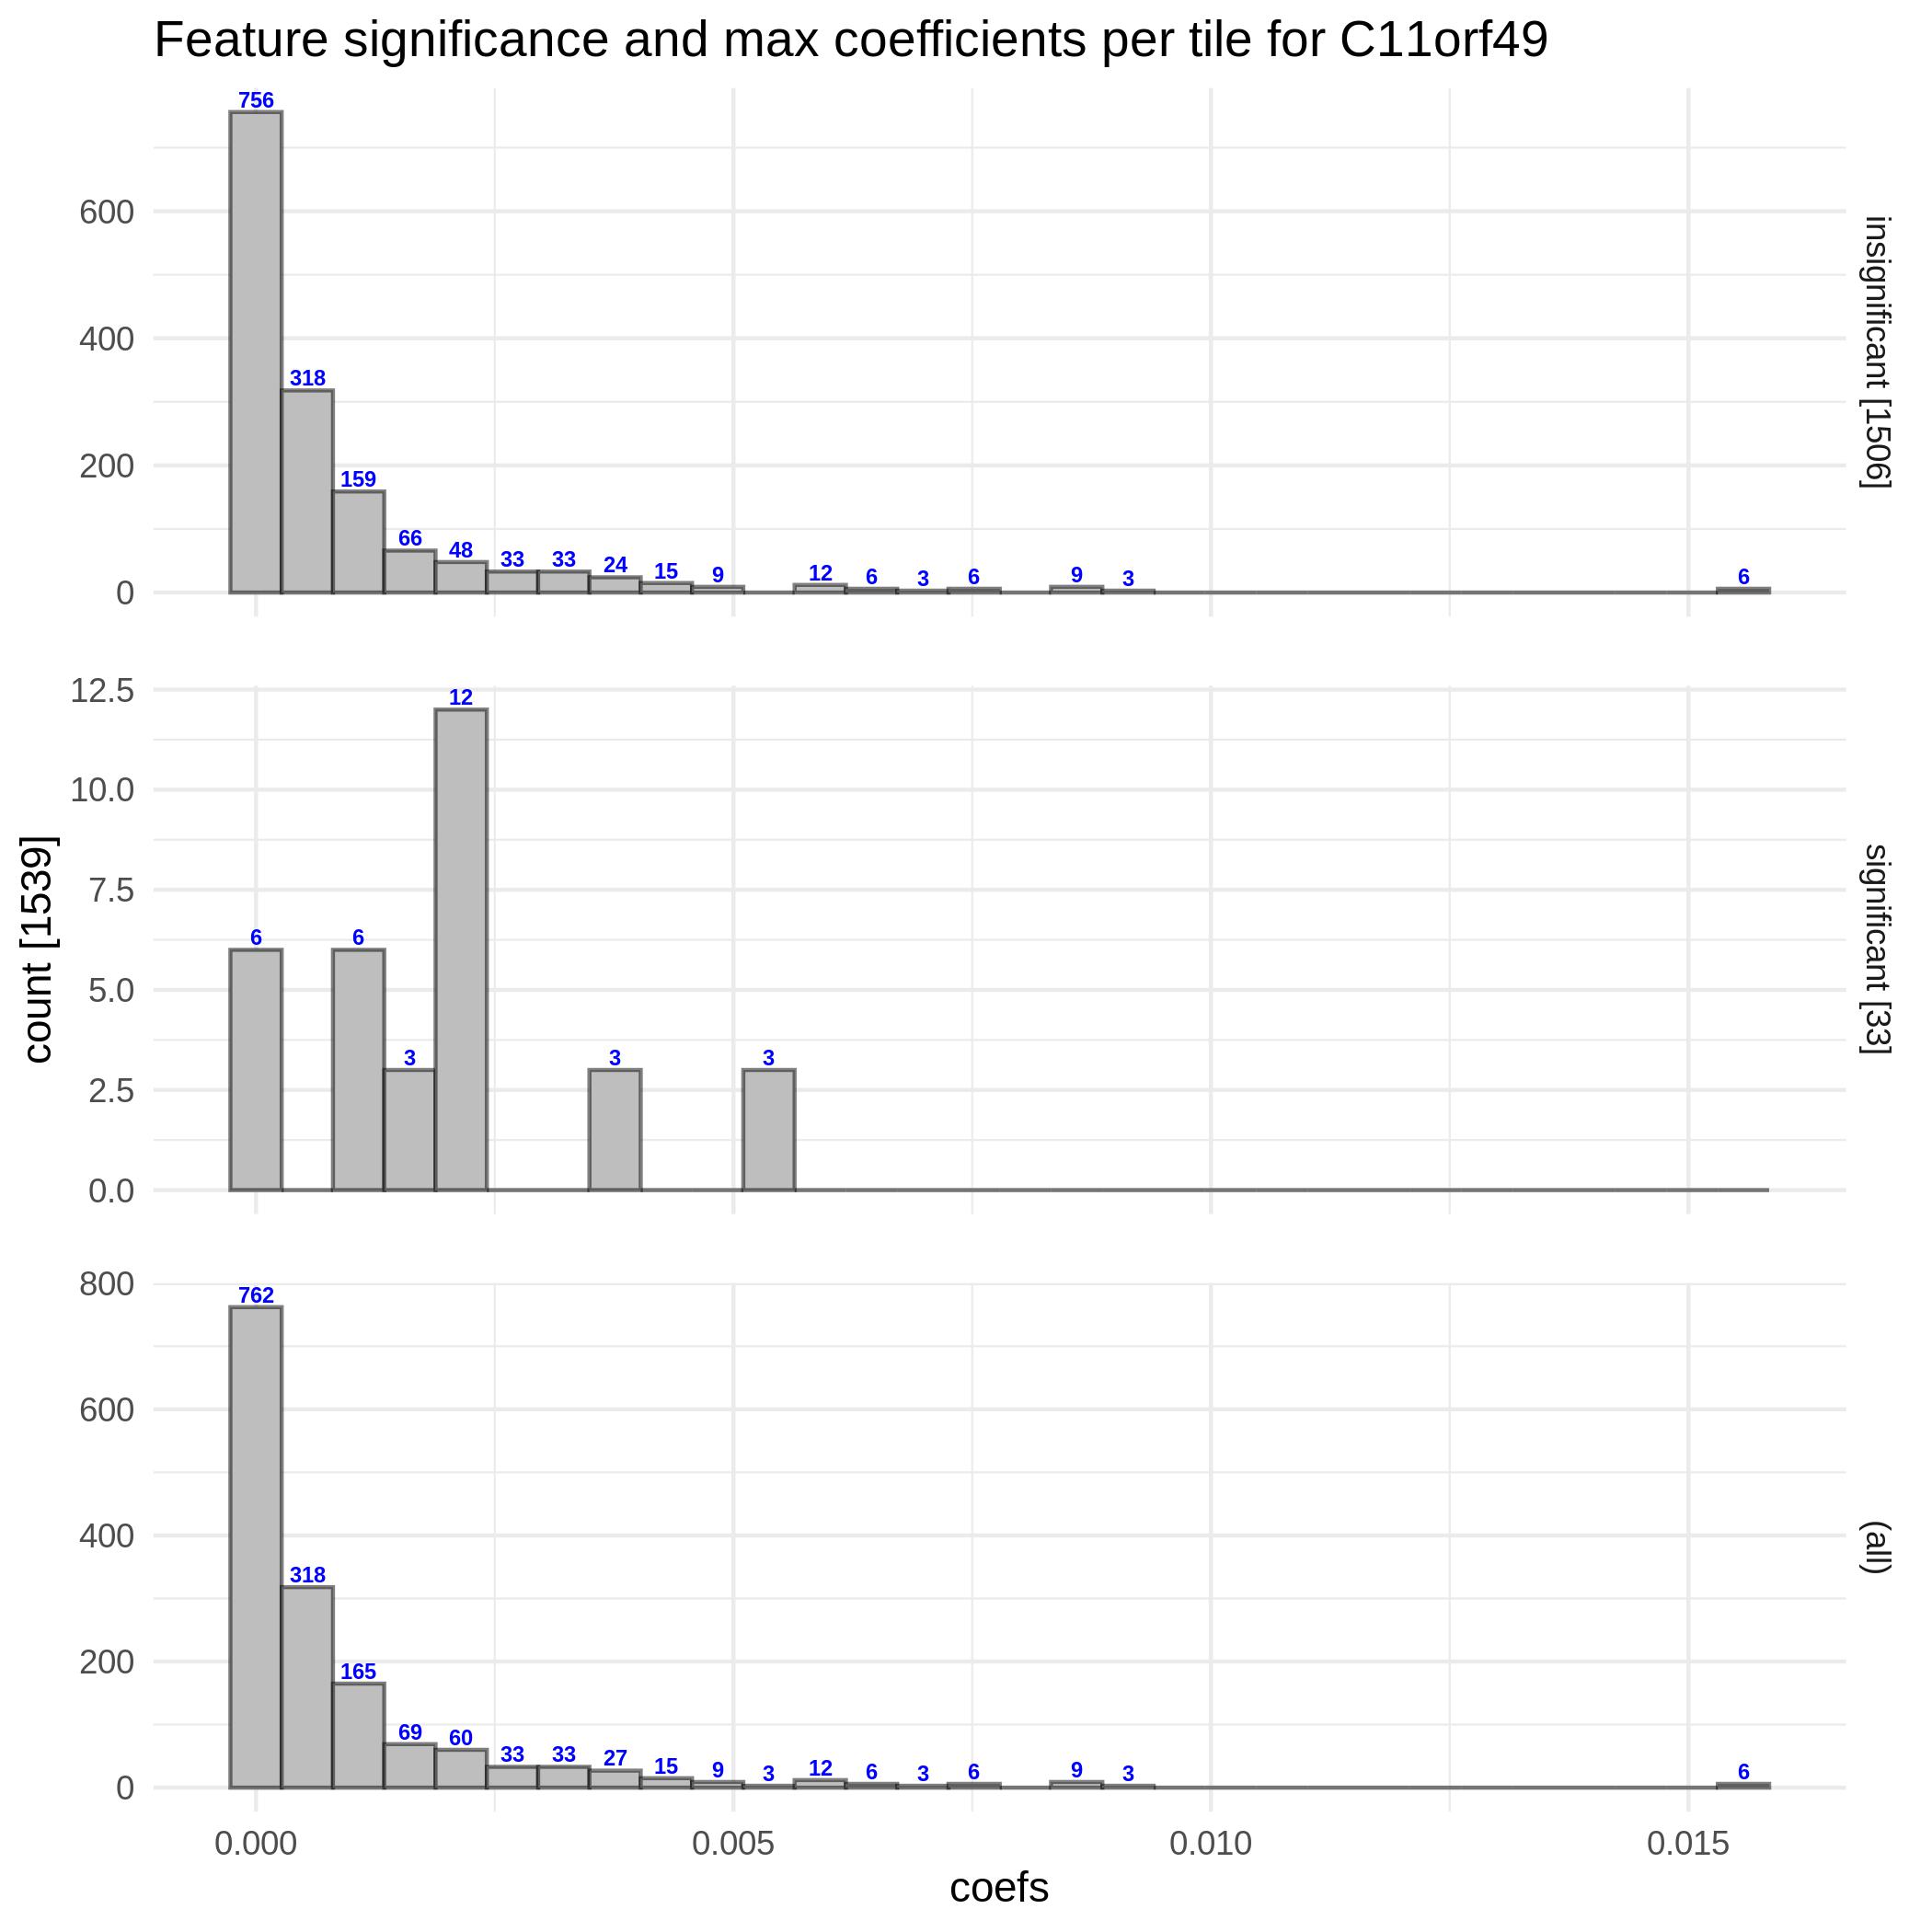 Feature significance and max coefficients per tile for C11orf49
756
318
159
66 48 33 33 24 15 9 12 6 3 6 9 3 6
600
400
200
0
insignificant [1506]
12
6 6
3 3 3
12.5
10.0
7.5
5.0
2.5
0.0
significant [33]
count [1539]
762
318
165
69 60 33 33 27 15 9 3 12 6 3 6 9 3 6
800
600
400
200
0
(all)
0.000 0.005 0.010 0.015
coefs